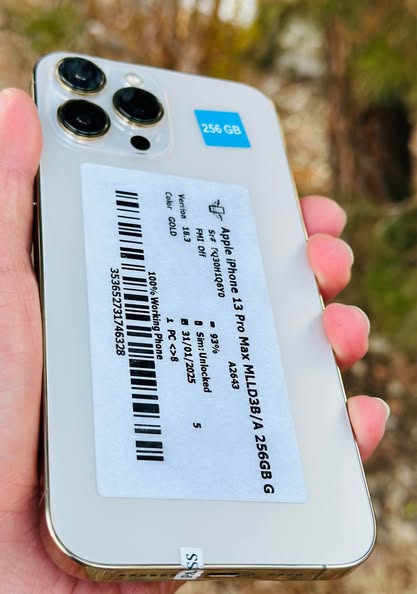 256 GB
Apple iPhone 13 Pro Max MLLD3B/A 256GB G
A2643
FMI Off
Version 18.3
Color GOLD
93%
Sim: Unlocked
31/01/2025
1 PC <>8
5
100% Working Phone
353652731746328